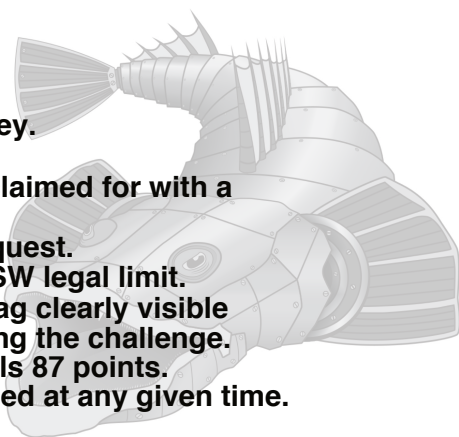 ey.
laimed for with a
quest.
SW legal limit.
ag clearly visible
ng the challenge.
ls 87 points.
ed at any given time.